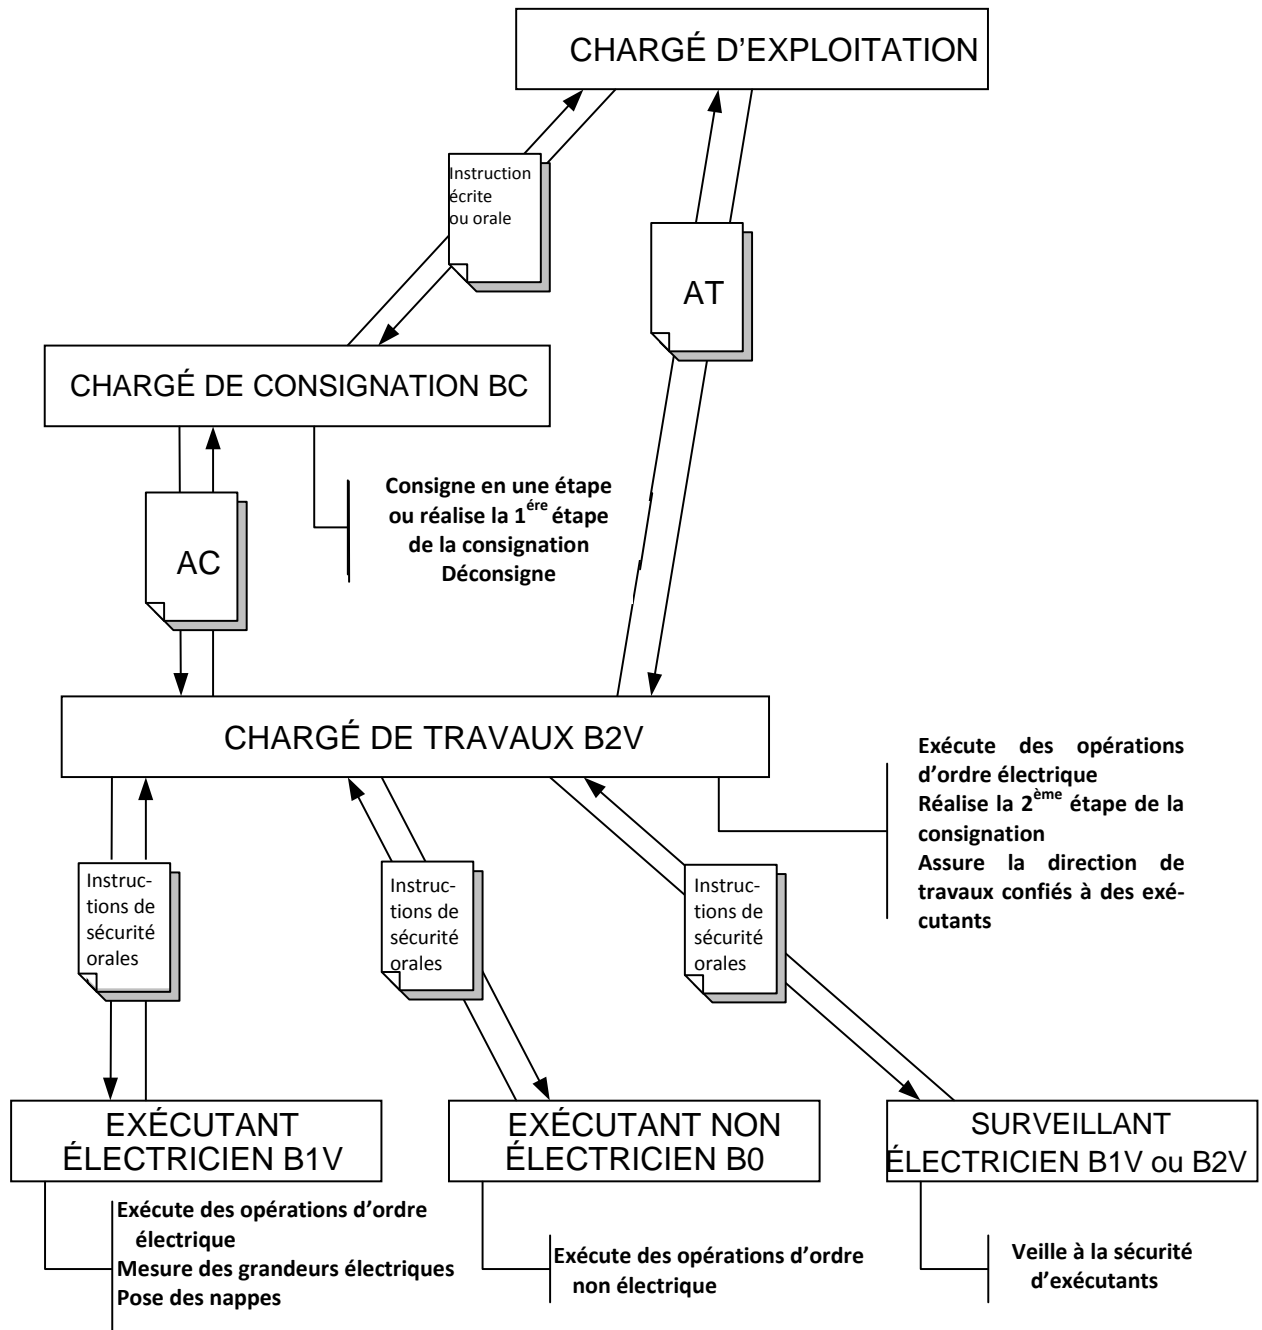 CHARGÉ D'EXPLOITATION
Instruction
écrite
ou orale
AT
CHARGÉ DE CONSIGNATION BC
Consigne en une étape
ou réalise la 1ére étape
de la consignation
Déconsigne
AC
CHARGÉ DE TRAVAUX B2V
Exécute des opérations
d'ordre électrique
Réalise la 2ème étape de la
consignation
Assure la direction de
travaux confiés à des exé-
cutants
Instruc-
tions de
sécurité
orales
Instruc-
tions de
sécurité
orales
Instruc-
tions de
sécurité
orales
EXÉCUTANT
ÉLECTRICIEN B1V
EXÉCUTANT NON
ÉLECTRICIEN B0
SURVEILLANT
ÉLECTRICIEN B1V ou B2V
Exécute des opérations d'ordre
électrique
Mesure des grandeurs électriques
Pose des nappes
Exécute des opérations d'ordre
non électrique
Veille à la sécurité
d'exécutants